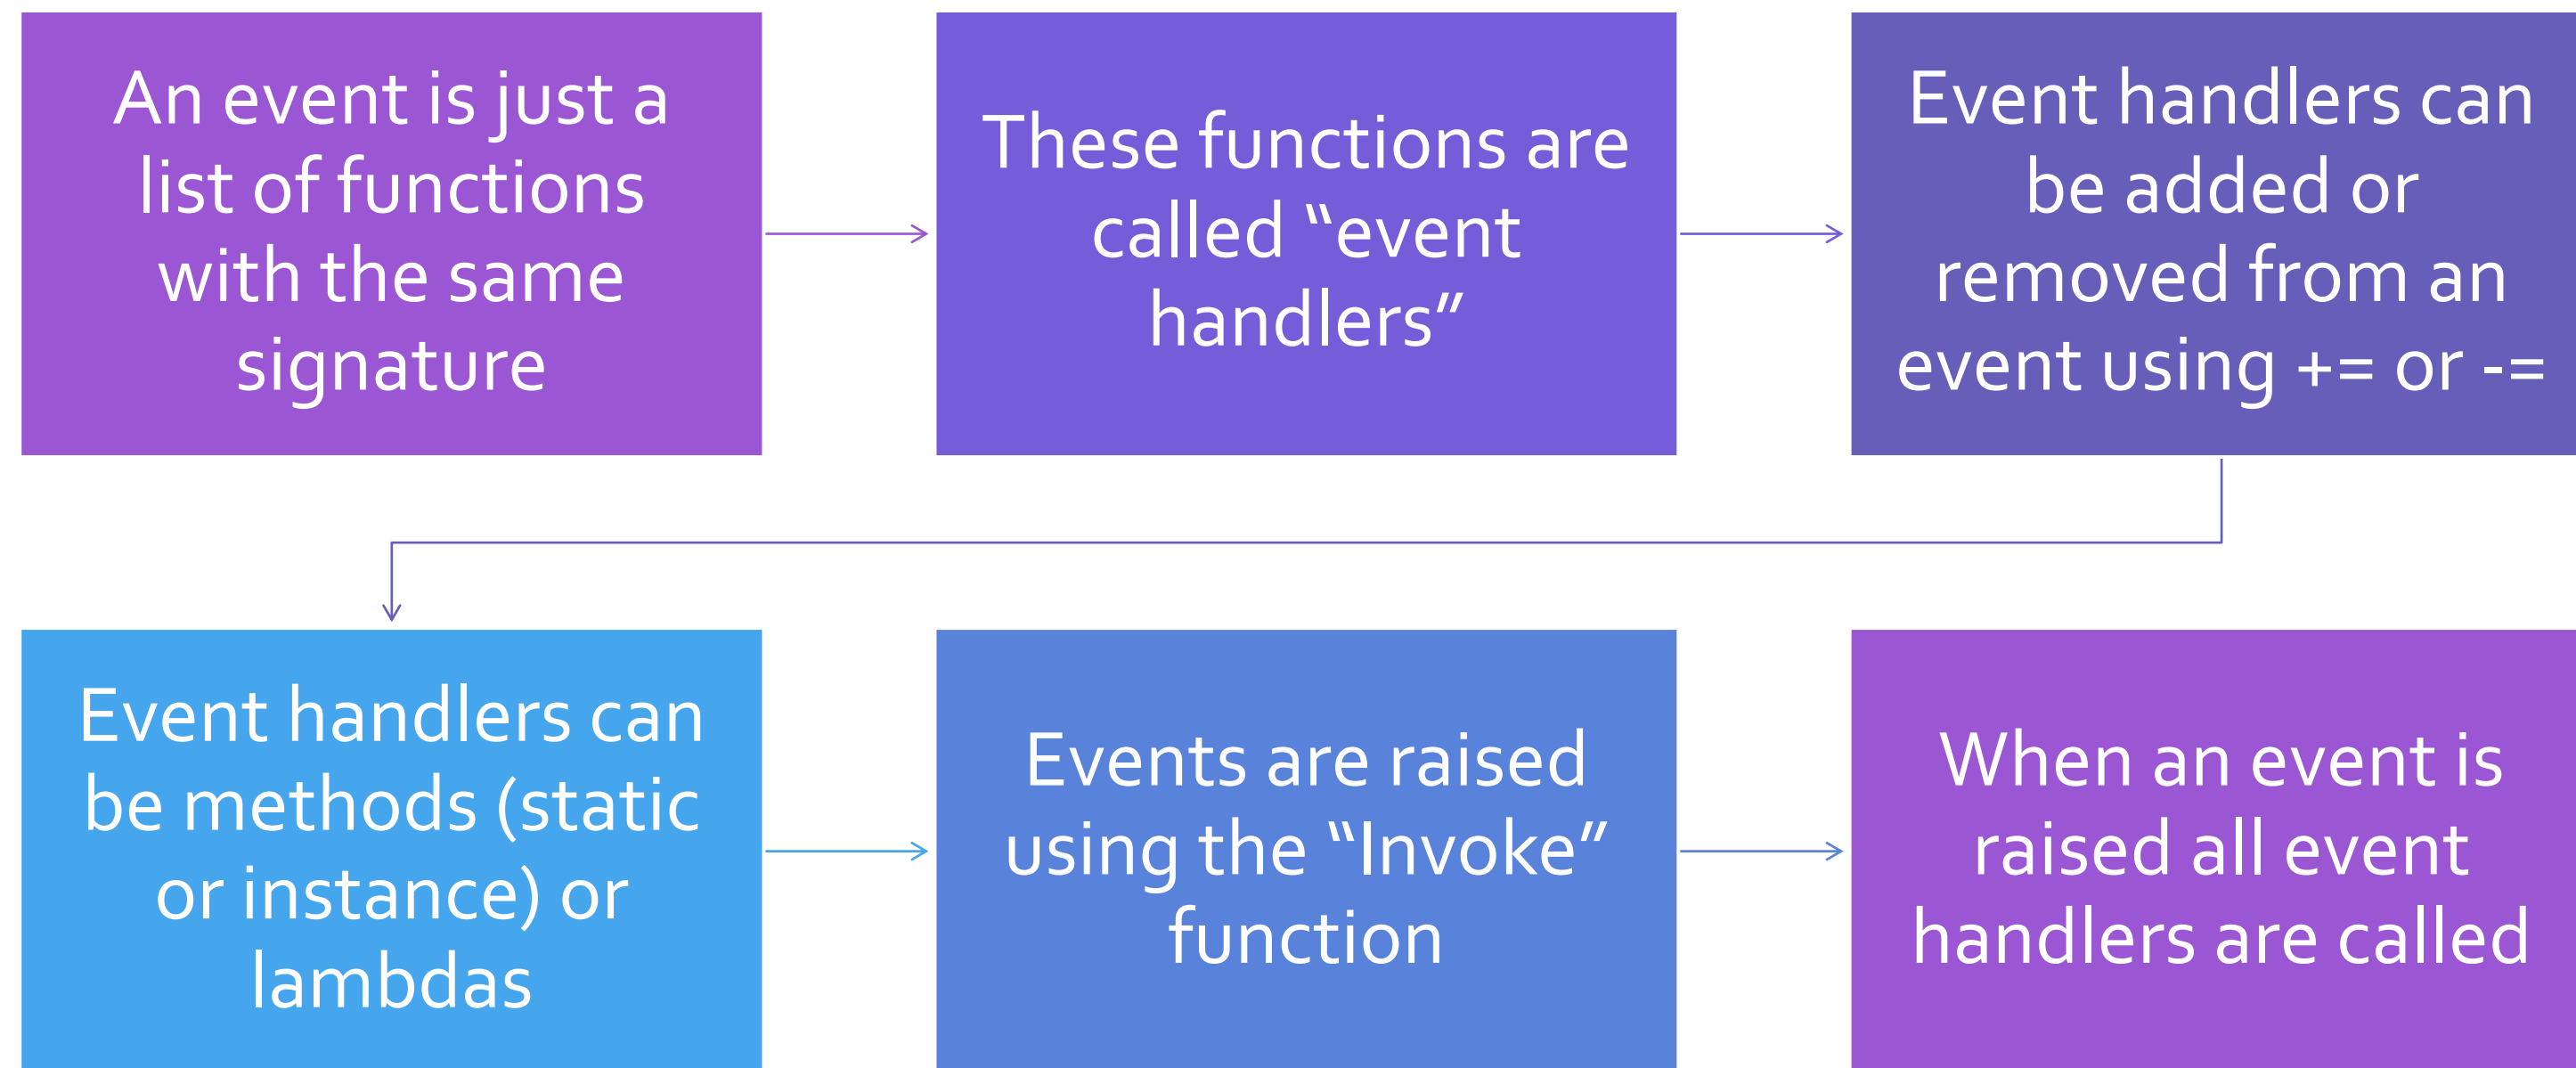 An event is just a
list of functions
with the same
signature
These functions are
called “event
handlers”
Event handlers can
be added or
removed from an
event using += or -=
Event handlers can
be methods (static
or instance) or
lambdas
Events are raised
using the “Invoke”
function
When an event is
raised all event
handlers are called